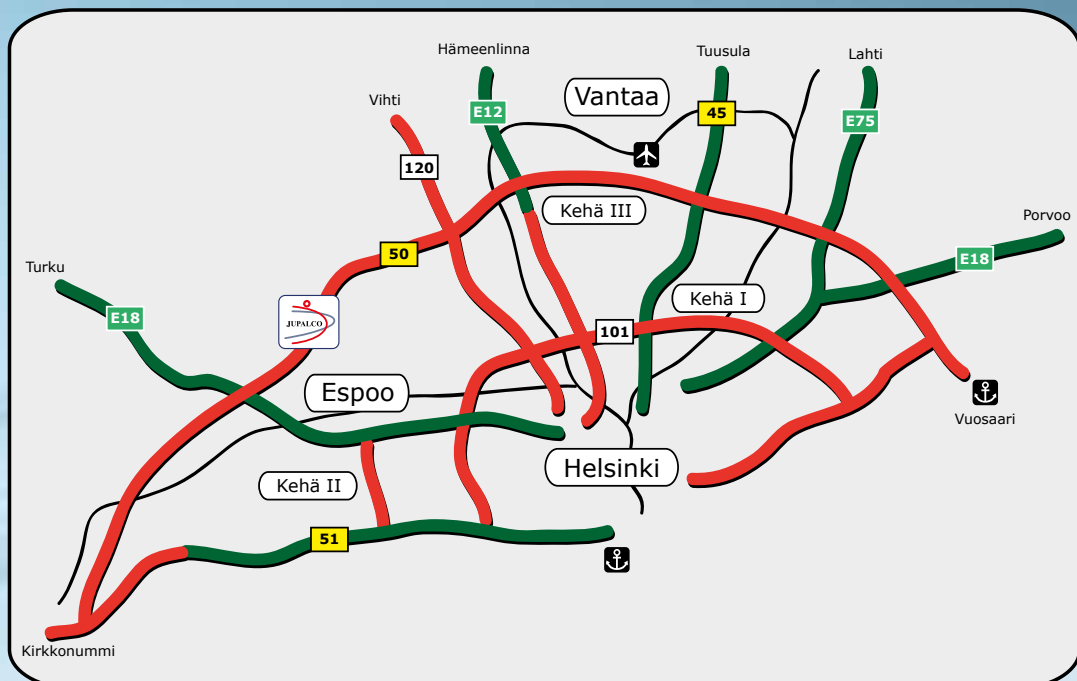 Hämeenlinna
Tuusula
Lahti
Vihti
Vantaa
E12
45
E75
120
Kehä III
Porvoo
50
E18
Turku
Kehä I
E18
JUPALCO
101
Espoo
Vuosaari
Helsinki
Kehä II
51
Kirkkonummi